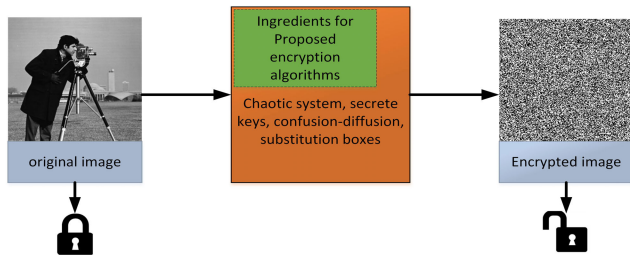 Ingredients for
Proposed
encryption
algorithms
Chaotic system, secrete
keys, confusion-diffusion,
substitution boxes
original image
Encrypted image